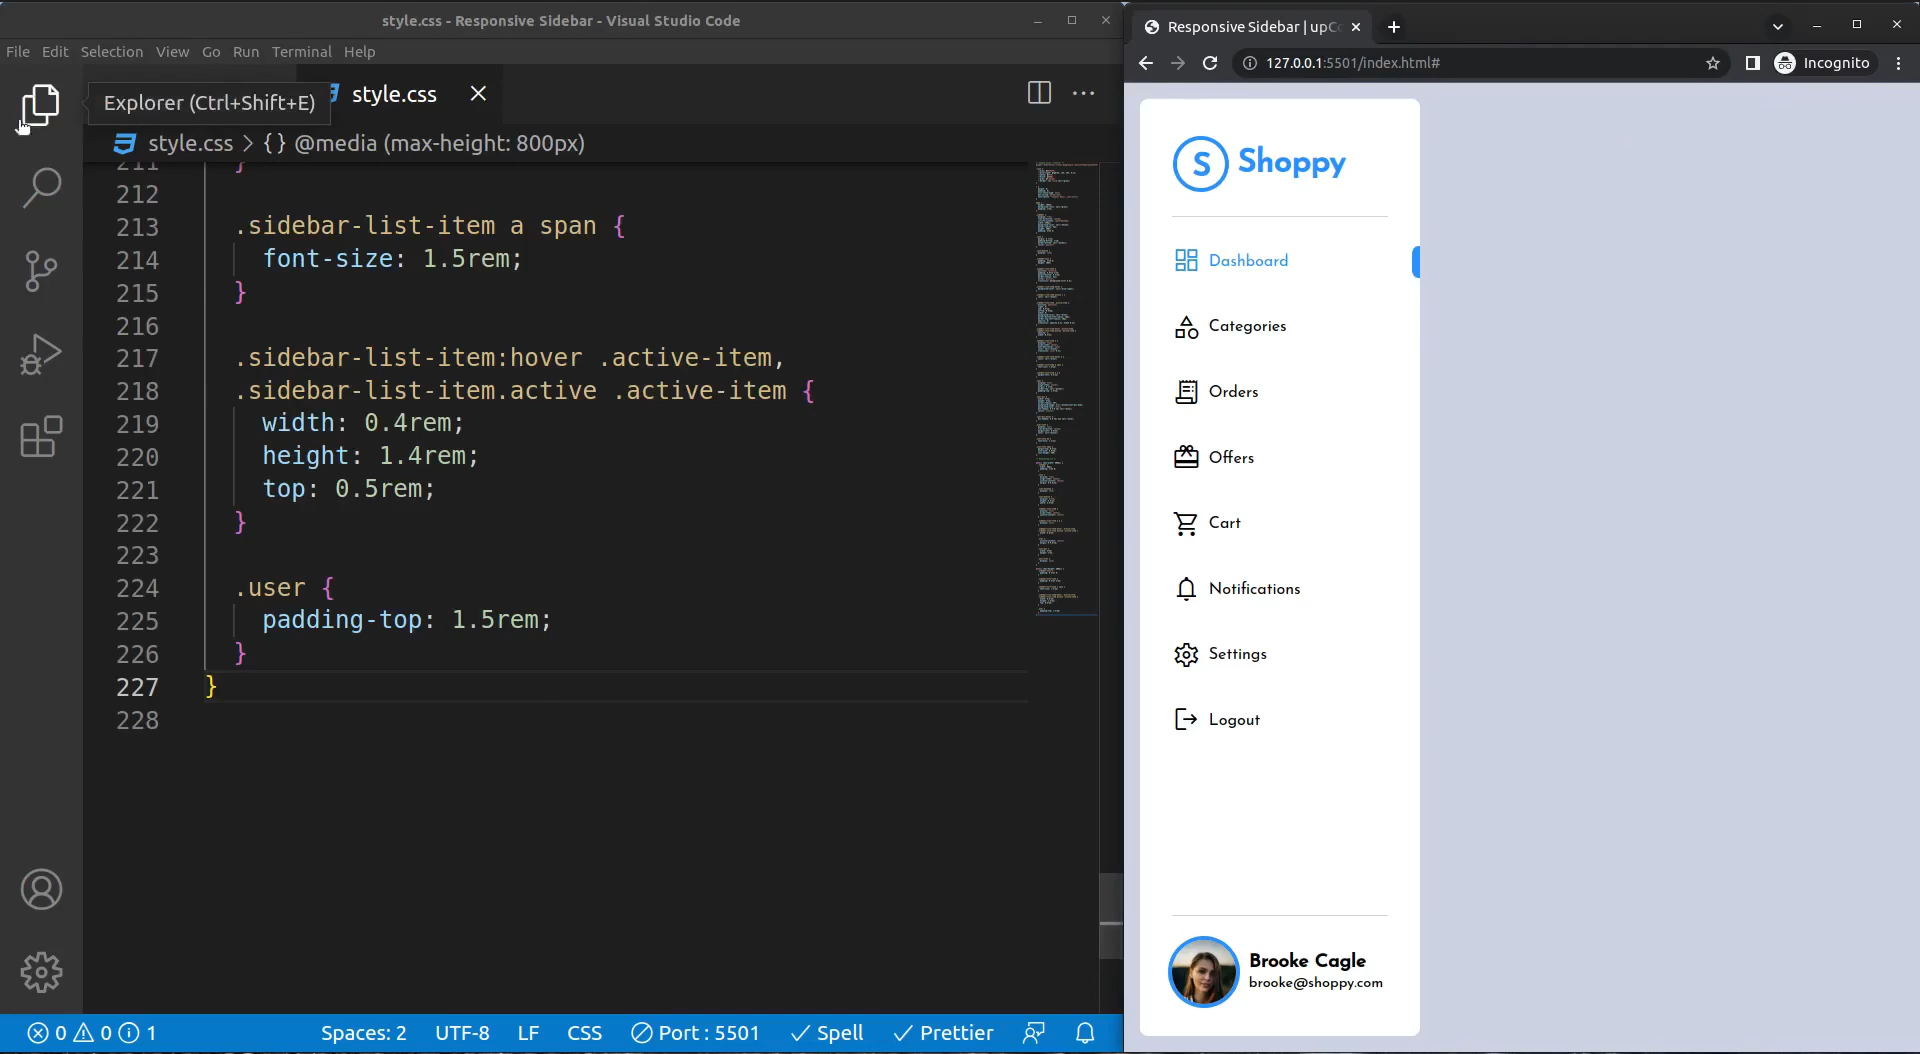 style.css - Responsive Sidebar - Visual Studio Code
File Edit Selection View Go Run Terminal Help
Explorer (Ctrl+Shift+E)
style.css
style.css > {} @media (max-height: 800px)
211 }
212
213 .sidebar-list-item a span {
214 font-size: 1.5rem;
215 }
216
217 .sidebar-list-item:hover .active-item,
218 .sidebar-list-item.active .active-item {
219 width: 0.4rem;
220 height: 1.4rem;
221 top: 0.5rem;
222 }
223
224 .user {
225 padding-top: 1.5rem;
226 }
227 }
228
0 0 1 Spaces: 2 UTF-8 LF CSS Port : 5501 Spell Prettier
Responsive Sidebar | upC
127.0.0.1:5501/index.html# Incognito
S Shoppy
Dashboard
Categories
Orders
Offers
Cart
Notifications
Settings
Logout
Brooke Cagle
brooke@shoppy.com